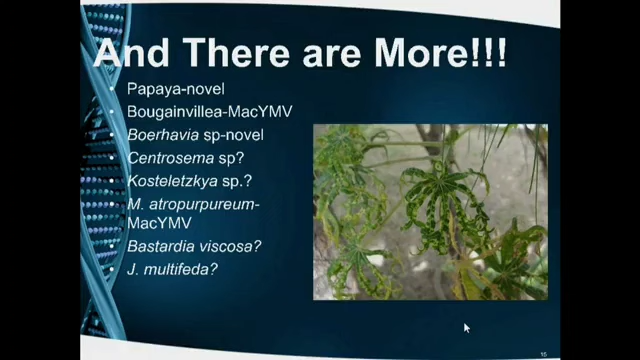 And There are More!!!
Papaya-novel
Bougainvillea-MacYMV
Boerhavia sp-novel
Centrosema sp?
Kosteletzkya sp.?
M. atropurpureum-
MacYMV
Bastardia viscosa?
J. multifeda?
15